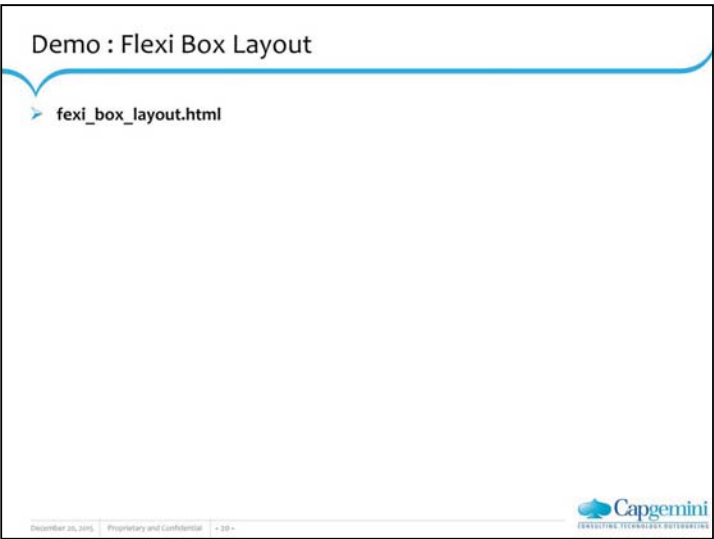 Demo : Flexi Box Layout
fexi_box_layout.html
December 20, 2015 Proprietary and Confidential - 20 -
Capgemini
CONSULTING.TECHNOLOGY.OUTSOURCING